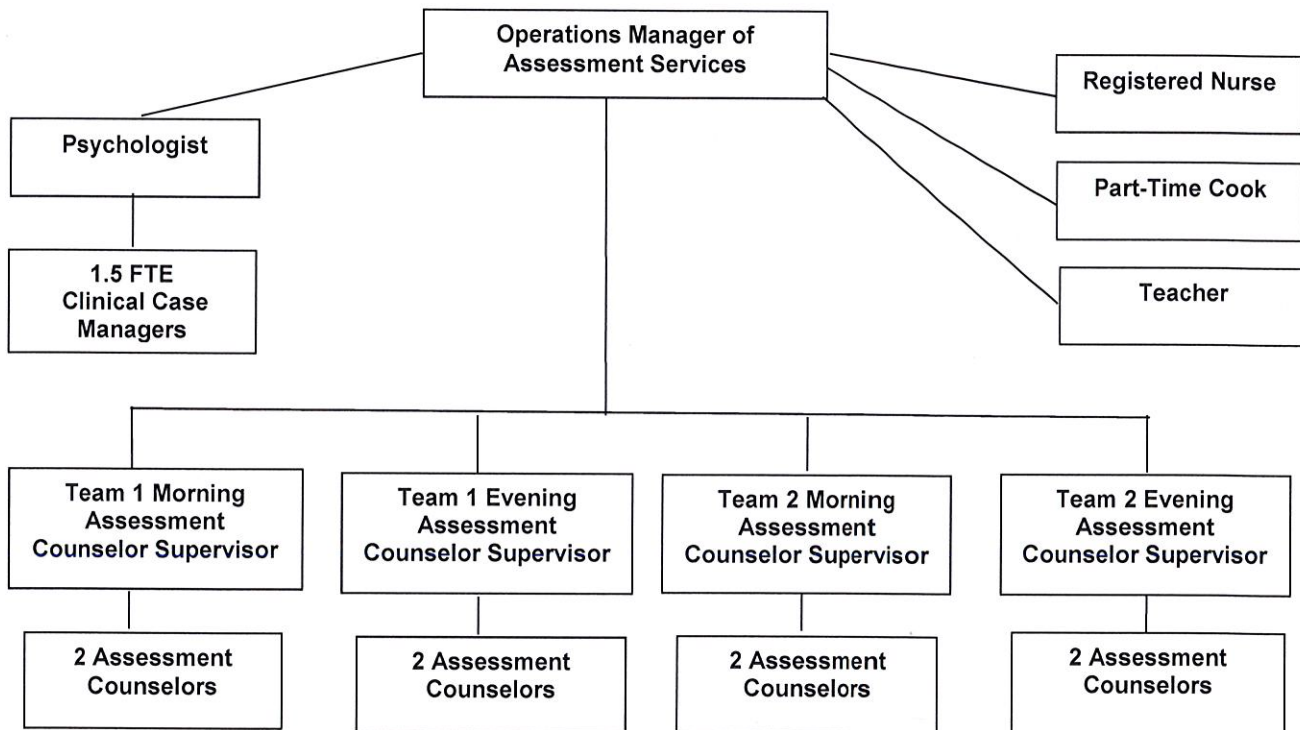 Operations Manager of
Assessment Services
Registered Nurse
Psychologist
Part-Time Cook
1.5 FTE
Clinical Case
Managers
Teacher
Team 1 Morning
Assessment
Counselor Supervisor
Team 1 Evening
Assessment
Counselor Supervisor
Team 2 Morning
Assessment
Counselor Supervisor
Team 2 Evening
Assessment
Counselor Supervisor
2 Assessment
Counselors
2 Assessment
Counselors
2 Assessment
Counselors
2 Assessment
Counselors